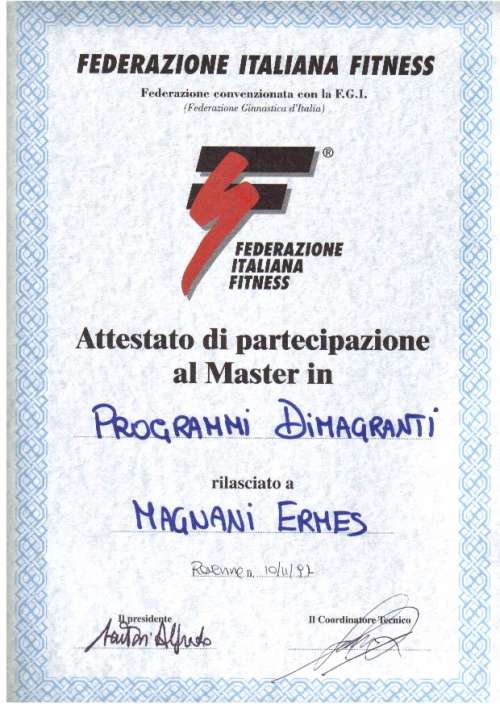 FEDERAZIONE ITALIANA FITNESS
Federazione convenzionata con la F.G.I.
(Federazione Ginnastica d'Italia)
®
FEDERAZIONE
ITALIANA
FITNESS
Attestato di partecipazione
al Master in
PROGRAMMI DIMAGRANTI
rilasciato a
MAGNANI ERMES
10/11/97
Il presidente
Il Coordinatore Tecnico
Alfredo